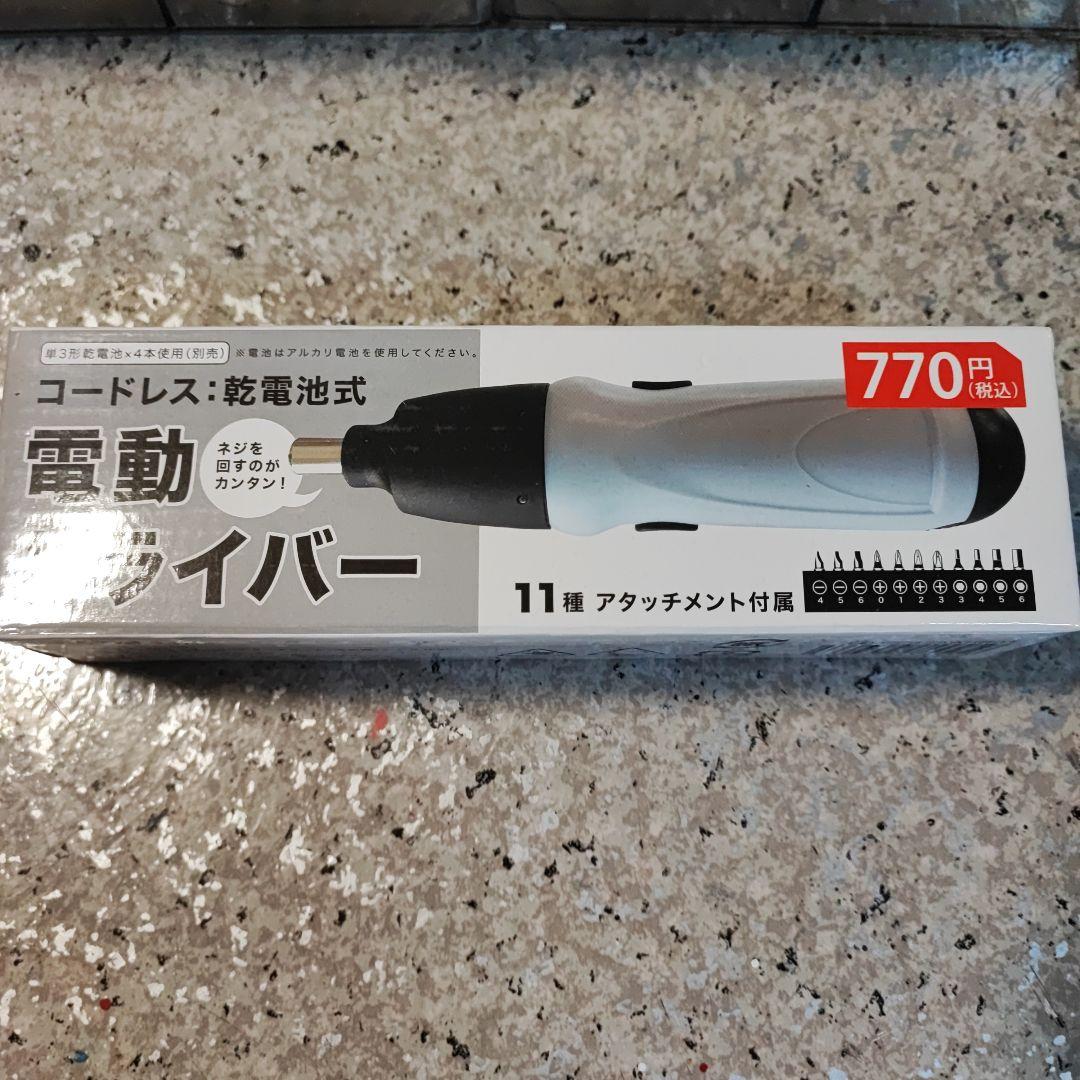 単3形乾電池×4本使用(別売) ※電池はアルカリ電池を使用してください。
コードレス:乾電池式
電動
ライバー
ネジを
回すのが
カンタン!
770円
(税込)
11種 アタッチメント付属
4 5 6 0 1 2 3 3 4 5 6